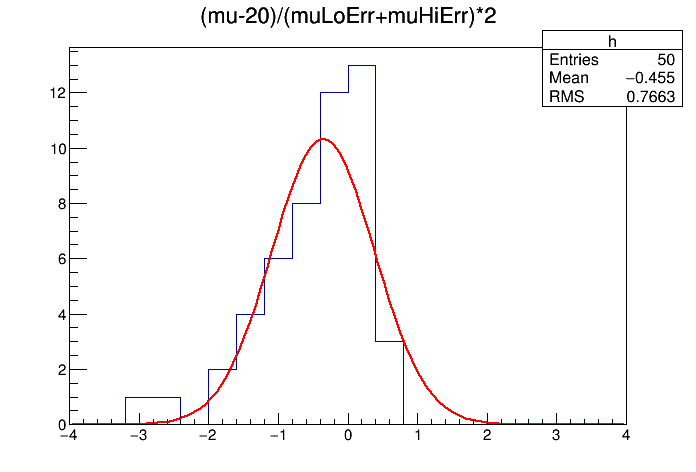 (mu-20)/(muLoErr+muHiErr)*2
h
Entries 50
Mean −0.455
RMS 0.7663
12
10
8
6
4
2
0
−4 −3 −2 −1 0 1 2 3 4